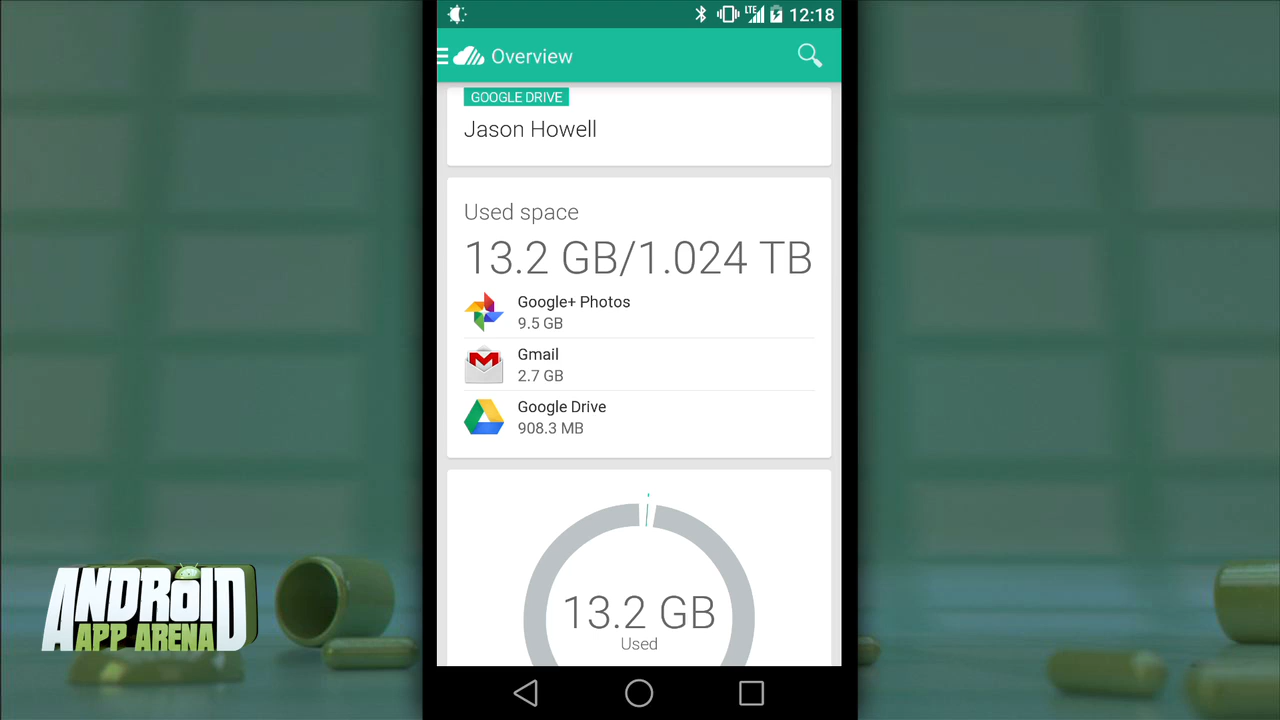 LTE 12:18
Overview
GOOGLE DRIVE
Jason Howell
Used space
13.2 GB/1.024 TB
Google+ Photos
9.5 GB
Gmail
2.7 GB
Google Drive
908.3 MB
13.2 GB
Used
ANDROID
APP ARENA